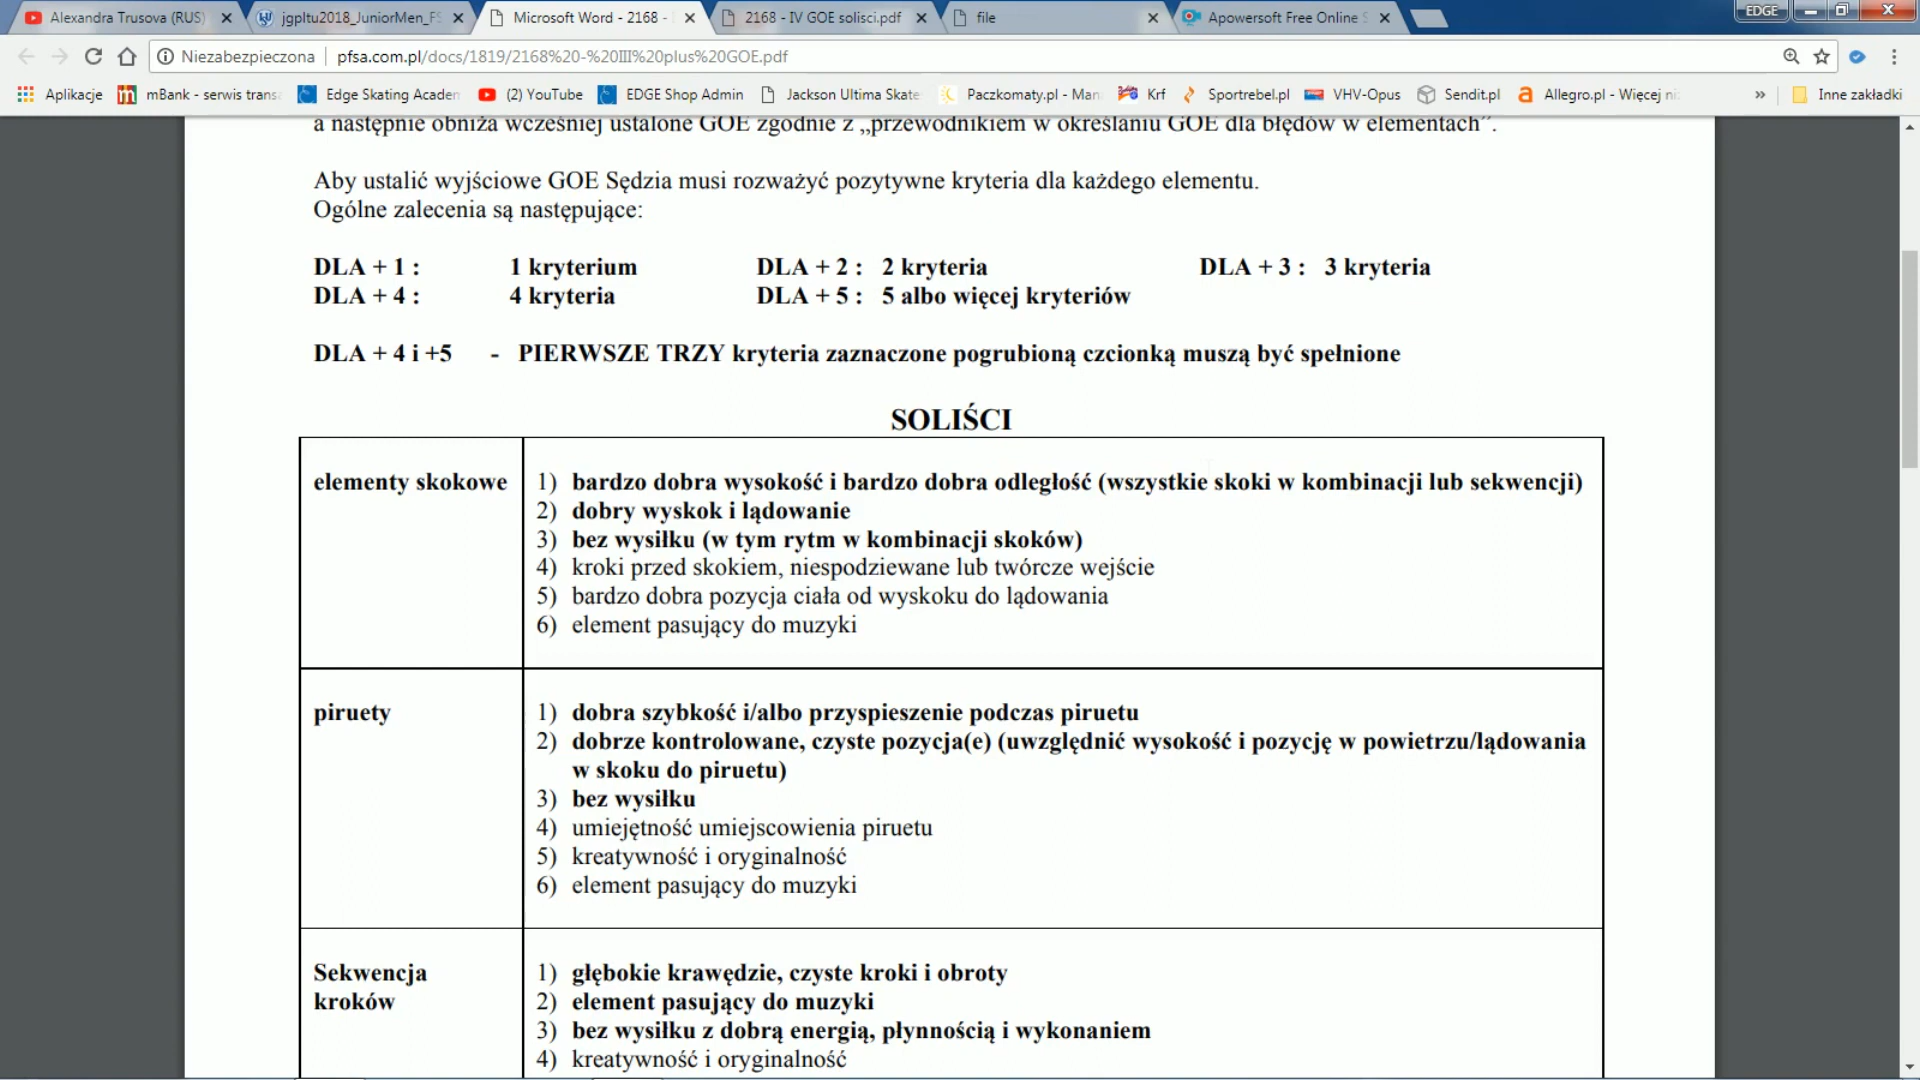 Alexandra Trusova (RUS)
jgpltu2018_JuniorMen_FS
Microsoft Word - 2168 -
2168 - IV GOE solisci.pdf
file
Apowersoft Free Online S
EDGE
Niezabezpieczona
pfsa.com.pl/docs/1819/2168%20-%20III%20plus%20GOE.pdf
Aplikacje
mBank - serwis trans
Edge Skating Academ
(2) YouTube
EDGE Shop Admin
Jackson Ultima Skate
Paczkomaty.pl - Man
Krf
Sportrebel.pl
VHV-Opus
Sendit.pl
Allegro.pl - Więcej ni
»
Inne zakładki
a następnie obniża wcześniej ustalone GOE zgodnie z „przewodnikiem w określaniu GOE dla błędów w elementach”.
Aby ustalić wyjściowe GOE Sędzia musi rozważyć pozytywne kryteria dla każdego elementu.
Ogólne zalecenia są następujące:
DLA + 1 : 1 kryterium DLA + 2 : 2 kryteria DLA + 3 : 3 kryteria
DLA + 4 : 4 kryteria DLA + 5 : 5 albo więcej kryteriów
DLA + 4 i +5 - PIERWSZE TRZY kryteria zaznaczone pogrubioną czcionką muszą być spełnione
SOLIŚCI
elementy skokowe
1) bardzo dobra wysokość i bardzo dobra odległość (wszystkie skoki w kombinacji lub sekwencji)
2) dobry wyskok i lądowanie
3) bez wysiłku (w tym rytm w kombinacji skoków)
4) kroki przed skokiem, niespodziewane lub twórcze wejście
5) bardzo dobra pozycja ciała od wyskoku do lądowania
6) element pasujący do muzyki
piruety
1) dobra szybkość i/albo przyspieszenie podczas piruetu
2) dobrze kontrolowane, czyste pozycja(e) (uwzględnić wysokość i pozycję w powietrzu/lądowania
w skoku do piruetu)
3) bez wysiłku
4) umiejętność umiejscowienia piruetu
5) kreatywność i oryginalność
6) element pasujący do muzyki
Sekwencja
kroków
1) głębokie krawędzie, czyste kroki i obroty
2) element pasujący do muzyki
3) bez wysiłku z dobrą energią, płynnością i wykonaniem
4) kreatywność i oryginalność